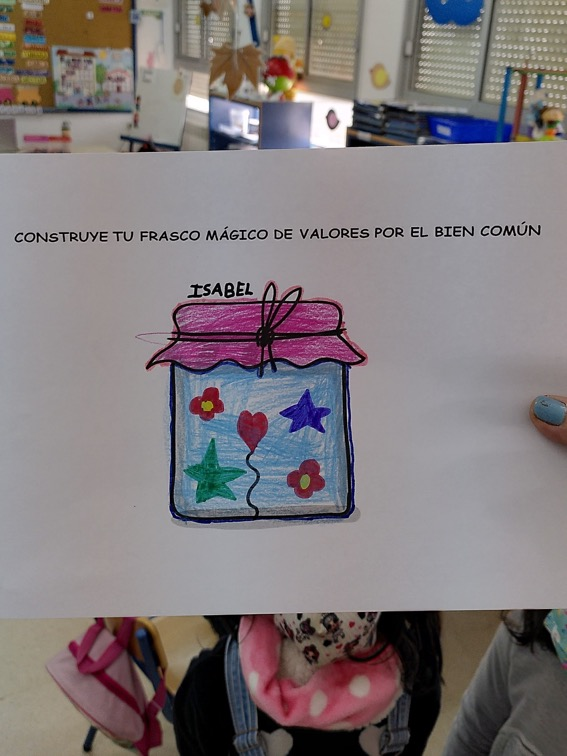 CONSTRUYE TU FRASCO MÁGICO DE VALORES POR EL BIEN COMÚN
ISABEL